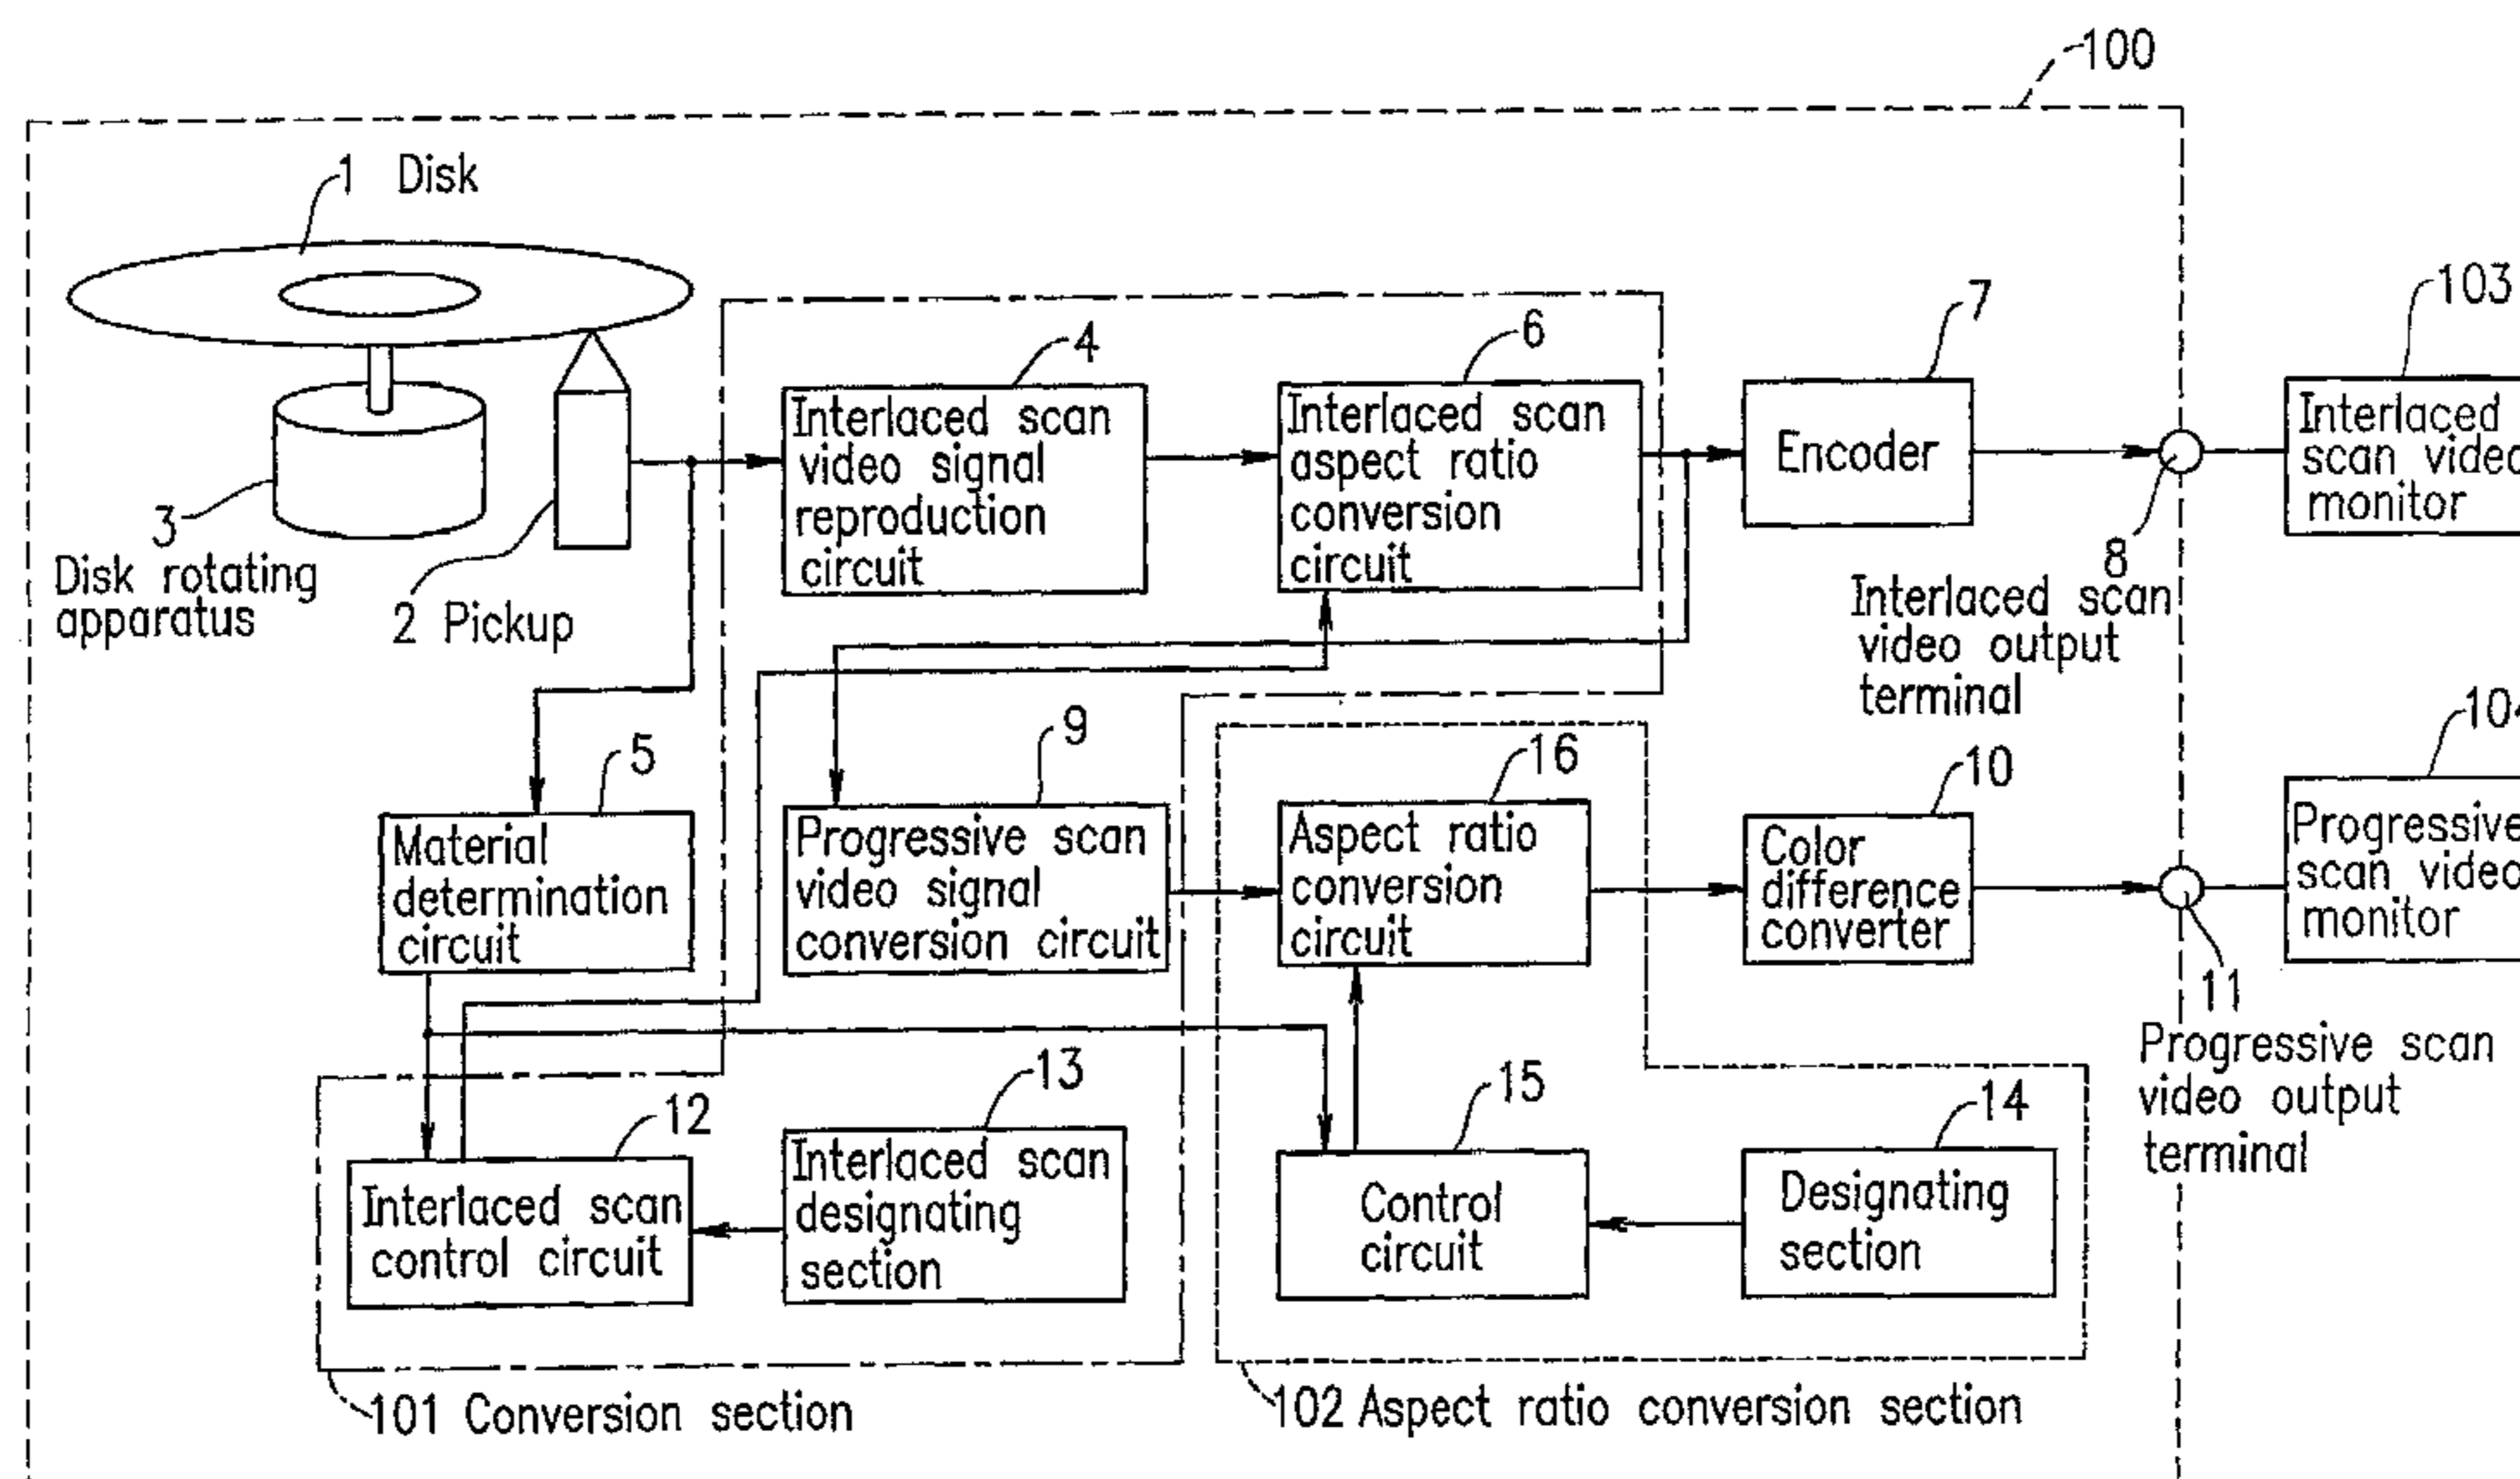 100
1 Disk
3
Disk rotating
apparatus
2 Pickup
4
Interlaced scan
video signal
reproduction
circuit
6
Interlaced scan
aspect ratio
conversion
circuit
7
Encoder
8
Interlaced scan
video output
terminal
103
Interlaced
scan video
monitor
5
Material
determination
circuit
9
Progressive scan
video signal
conversion circuit
16
Aspect ratio
conversion
circuit
10
Color
difference
converter
11
Progressive scan
video output
terminal
104
Progressive
scan video
monitor
12
Interlaced scan
control circuit
13
Interlaced scan
designating
section
15
Control
circuit
14
Designating
section
101 Conversion section
102 Aspect ratio conversion section